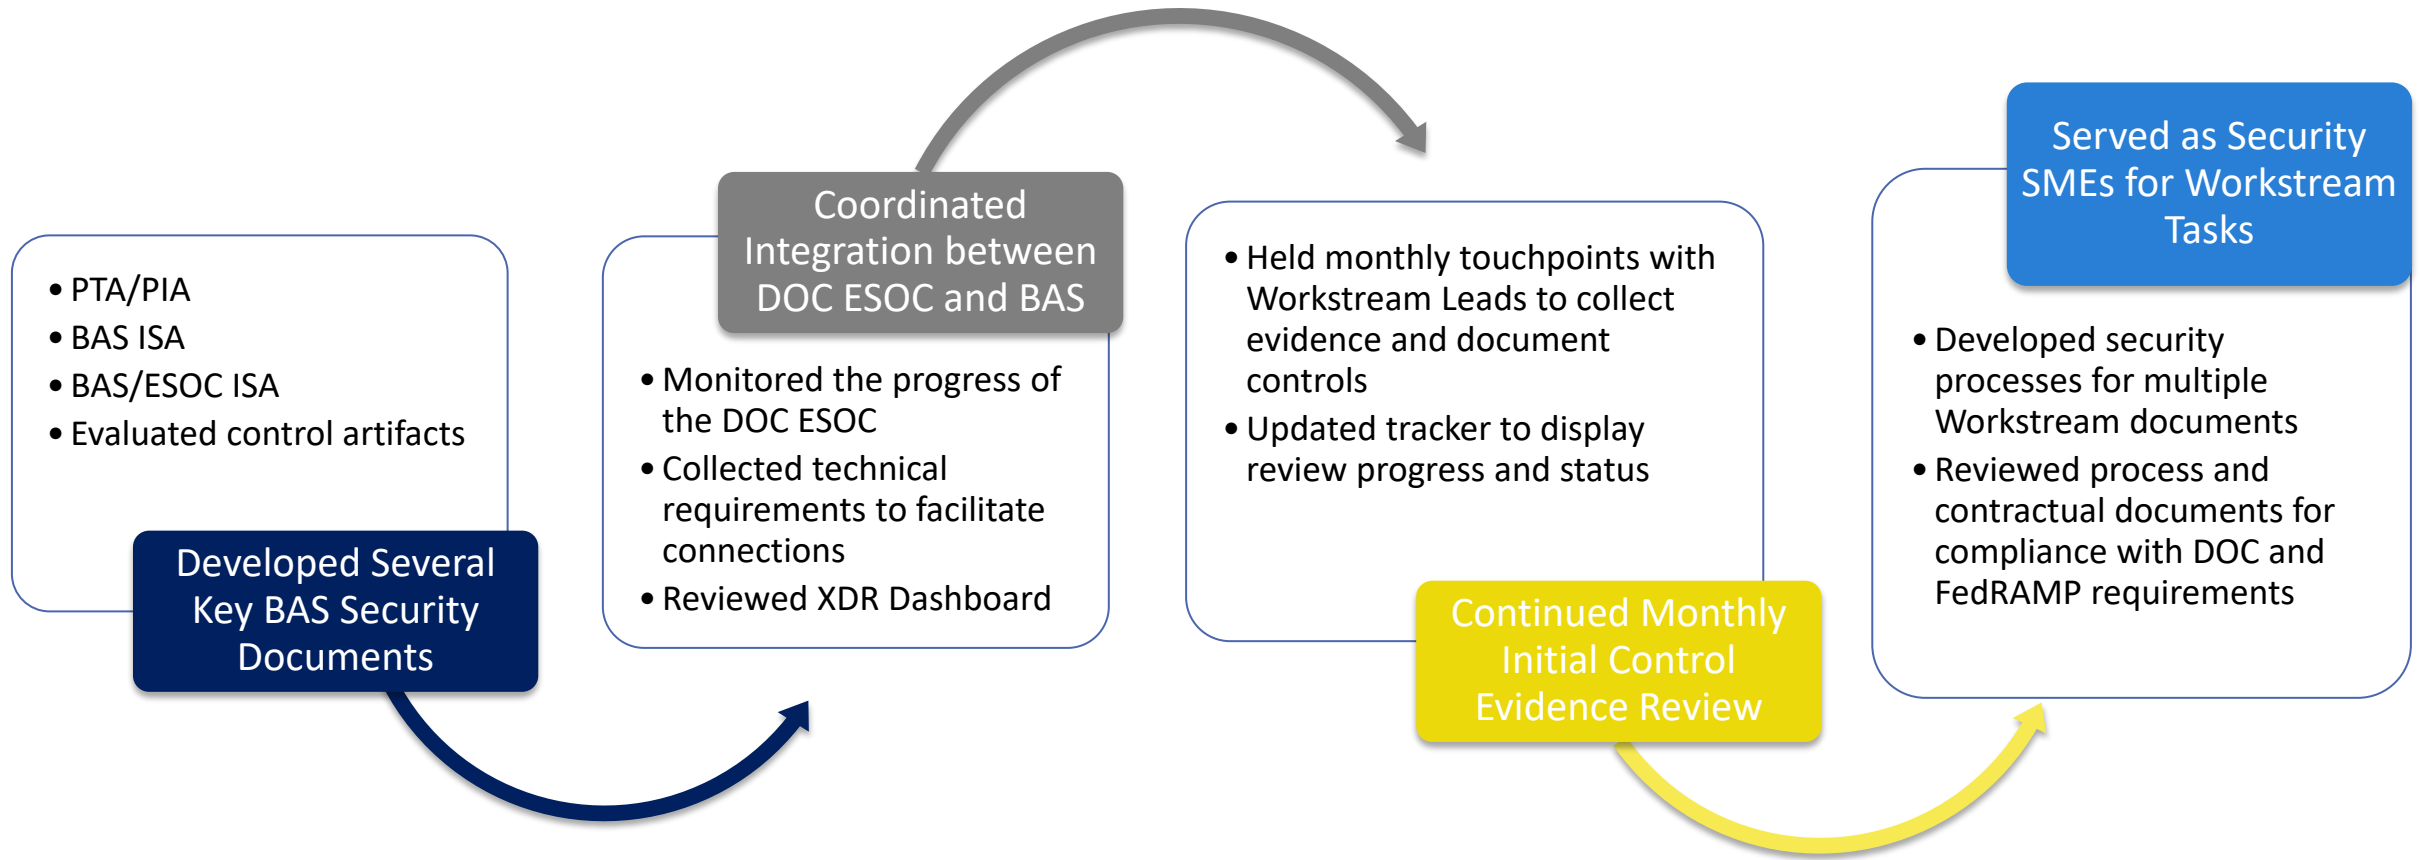 • PTA/PIA
• BAS ISA
• BAS/ESOC ISA
• Evaluated control artifacts
Developed Several
Key BAS Security
Documents
Coordinated
Integration between
DOC ESOC and BAS
• Monitored the progress of
the DOC ESOC
• Collected technical
requirements to facilitate
connections
• Reviewed XDR Dashboard
• Held monthly touchpoints with
Workstream Leads to collect
evidence and document
controls
• Updated tracker to display
review progress and status
Continued Monthly
Initial Control
Evidence Review
Served as Security
SMEs for Workstream
Tasks
• Developed security
processes for multiple
Workstream documents
• Reviewed process and
contractual documents for
compliance with DOC and
FedRAMP requirements